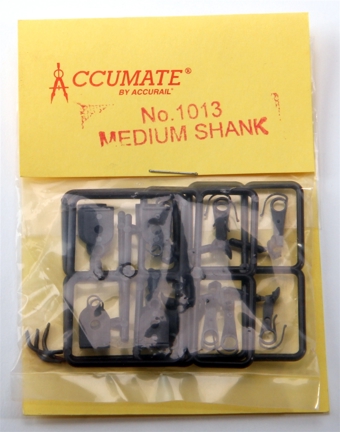 ACCUMATE®
BY ACCURAIL®
No.1013
MEDIUM SHANK